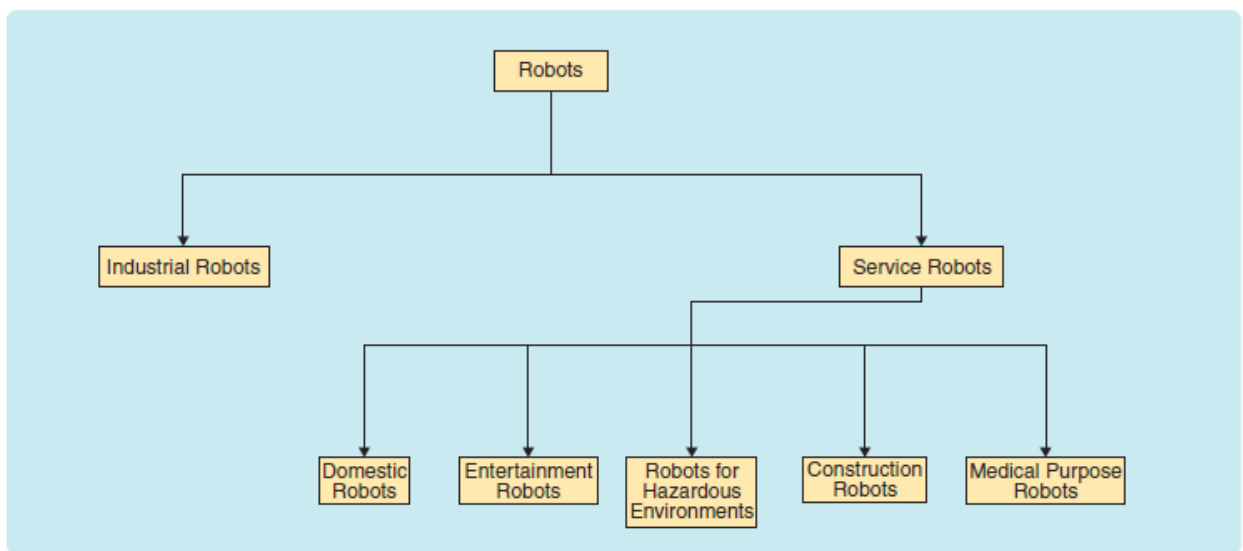 Robots
Industrial Robots
Service Robots
Domestic
Robots
Entertainment
Robots
Robots for
Hazardous
Environments
Construction
Robots
Medical Purpose
Robots